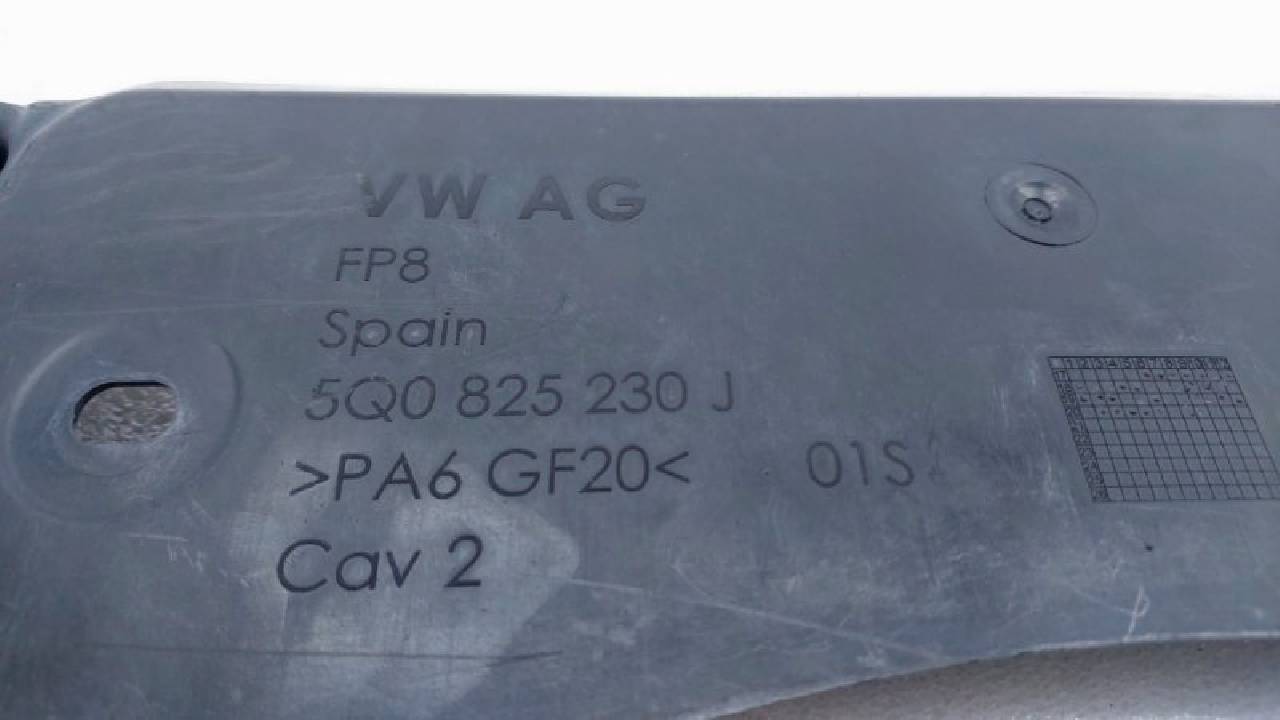 VW AG
FP8
Spain
5Q0 825 230 J
>PA6 GF20< 01S
Cav 2